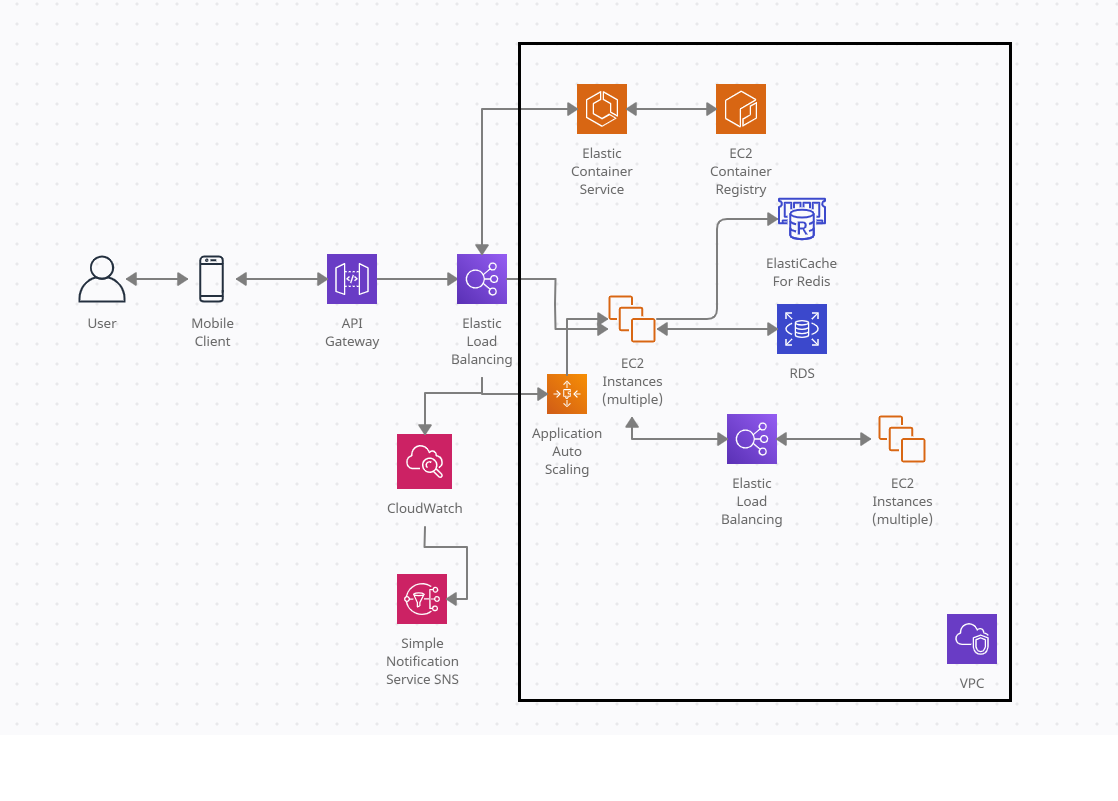 Elastic
Container
Service
EC2
Container
Registry
ElastiCache
For Redis
User
Mobile
Client
API
Gateway
Elastic
Load
Balancing
EC2
Instances
(multiple)
RDS
Application
Auto
Scaling
CloudWatch
Elastic
Load
Balancing
EC2
Instances
(multiple)
Simple
Notification
Service SNS
VPC